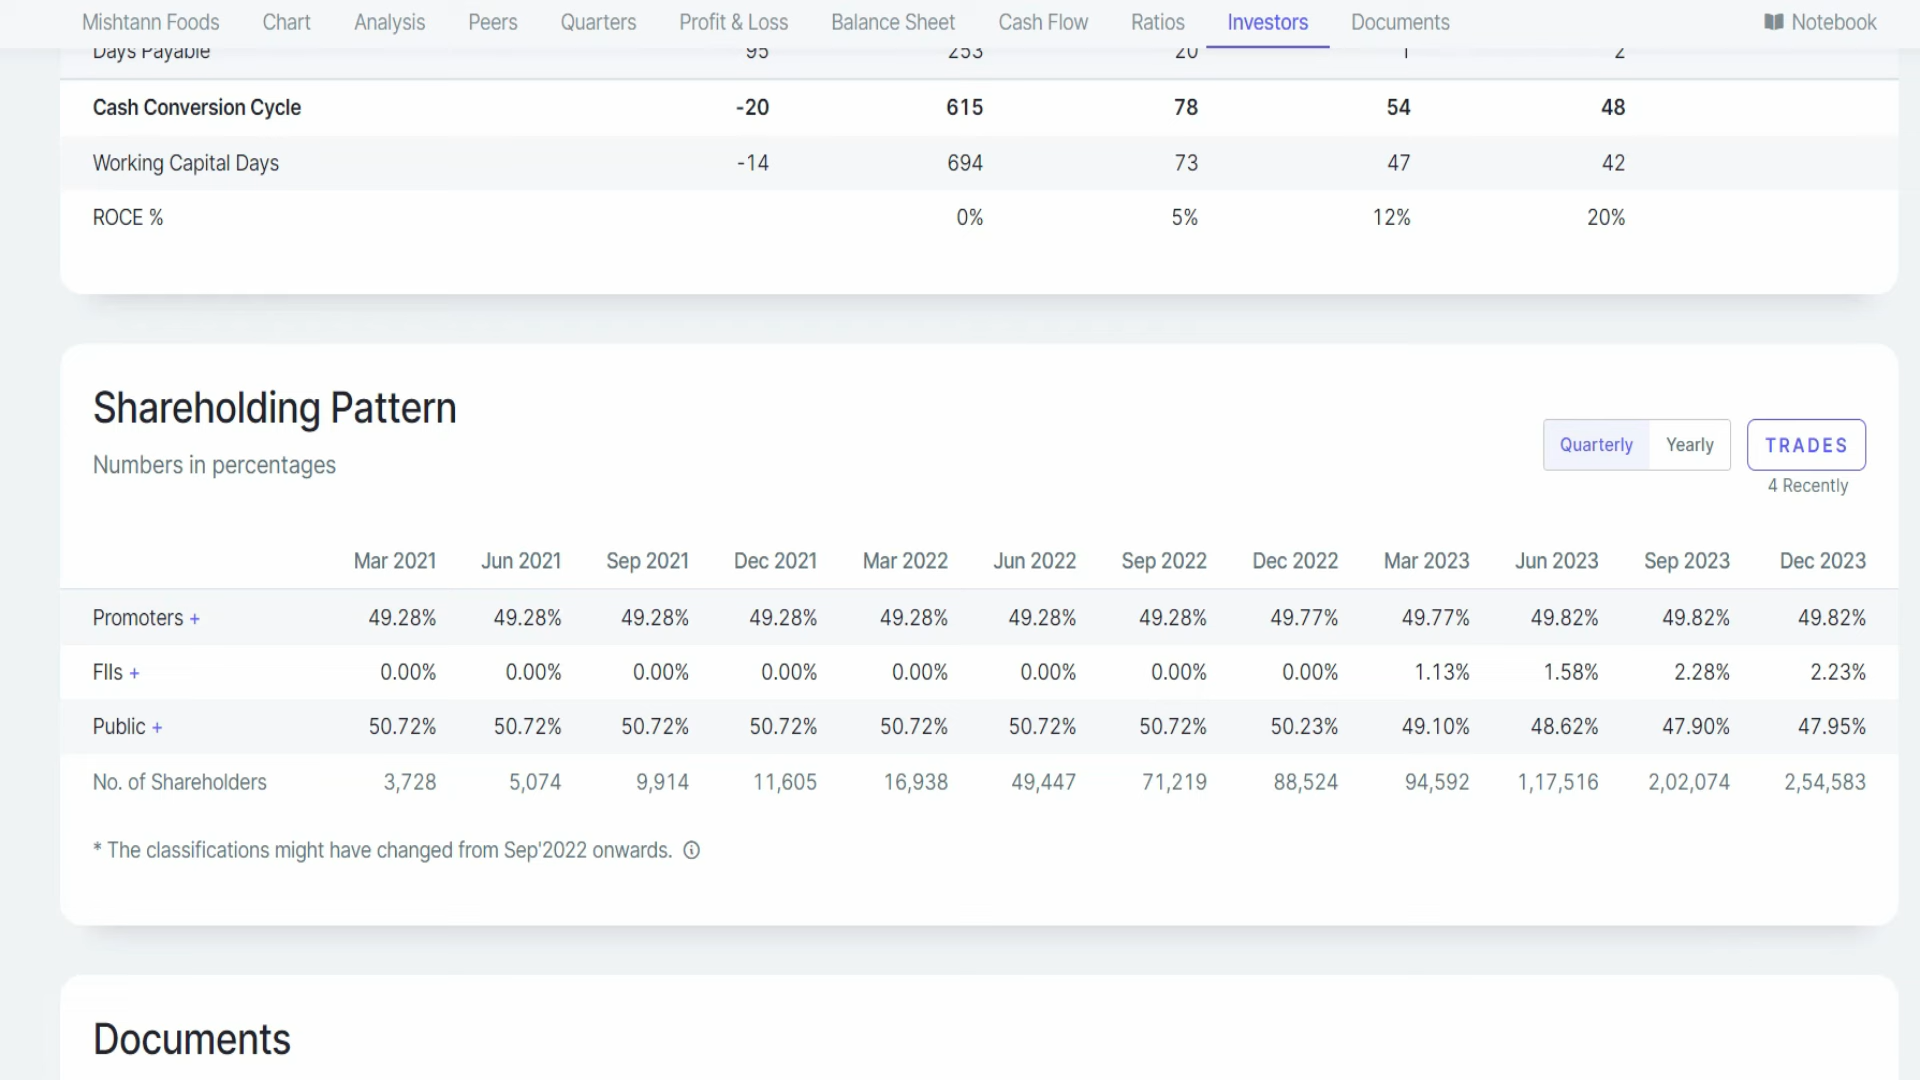 Mishtann Foods Chart Analysis Peers Quarters Profit & Loss Balance Sheet Cash Flow Ratios Investors Documents Notebook
Days Payable 95 253 20 1 2
Cash Conversion Cycle -20 615 78 54 48
Working Capital Days -14 694 73 47 42
ROCE % 0% 5% 12% 20%
Shareholding Pattern
Numbers in percentages
Quarterly Yearly TRADES
4 Recently
Mar 2021 Jun 2021 Sep 2021 Dec 2021 Mar 2022 Jun 2022 Sep 2022 Dec 2022 Mar 2023 Jun 2023 Sep 2023 Dec 2023
Promoters + 49.28% 49.28% 49.28% 49.28% 49.28% 49.28% 49.28% 49.77% 49.77% 49.82% 49.82% 49.82%
FIIs + 0.00% 0.00% 0.00% 0.00% 0.00% 0.00% 0.00% 0.00% 1.13% 1.58% 2.28% 2.23%
Public + 50.72% 50.72% 50.72% 50.72% 50.72% 50.72% 50.72% 50.23% 49.10% 48.62% 47.90% 47.95%
No. of Shareholders 3,728 5,074 9,914 11,605 16,938 49,447 71,219 88,524 94,592 1,17,516 2,02,074 2,54,583
* The classifications might have changed from Sep'2022 onwards.
Documents